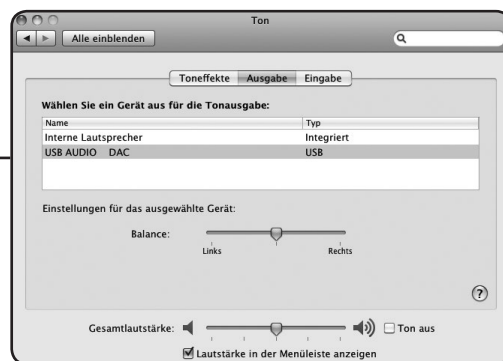 Ton
Alle einblenden
Toneffekte Ausgabe Eingabe
Wählen Sie ein Gerät aus für die Tonausgabe:
Name Typ
Interne Lautsprecher Integriert
USB AUDIO DAC USB
Einstellungen für das ausgewählte Gerät:
Balance:
Links Rechts
?
Gesamtlautstärke: Ton aus
Lautstärke in der Menüleiste anzeigen